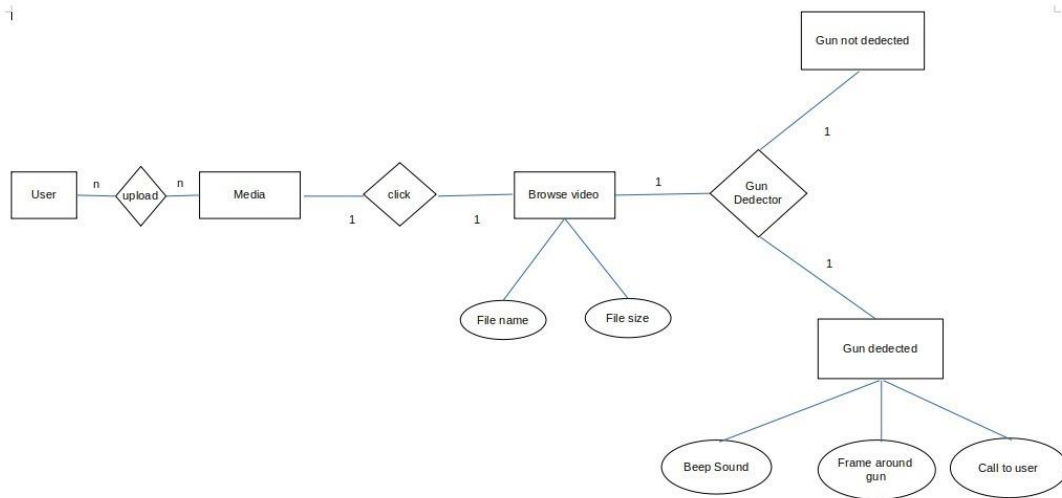 Gun not dedected
1
User
n
upload
n
Media
1
click
1
Browse video
1
Gun
Dedector
1
File name
File size
Gun dedected
Beep Sound
Frame around
gun
Call to user